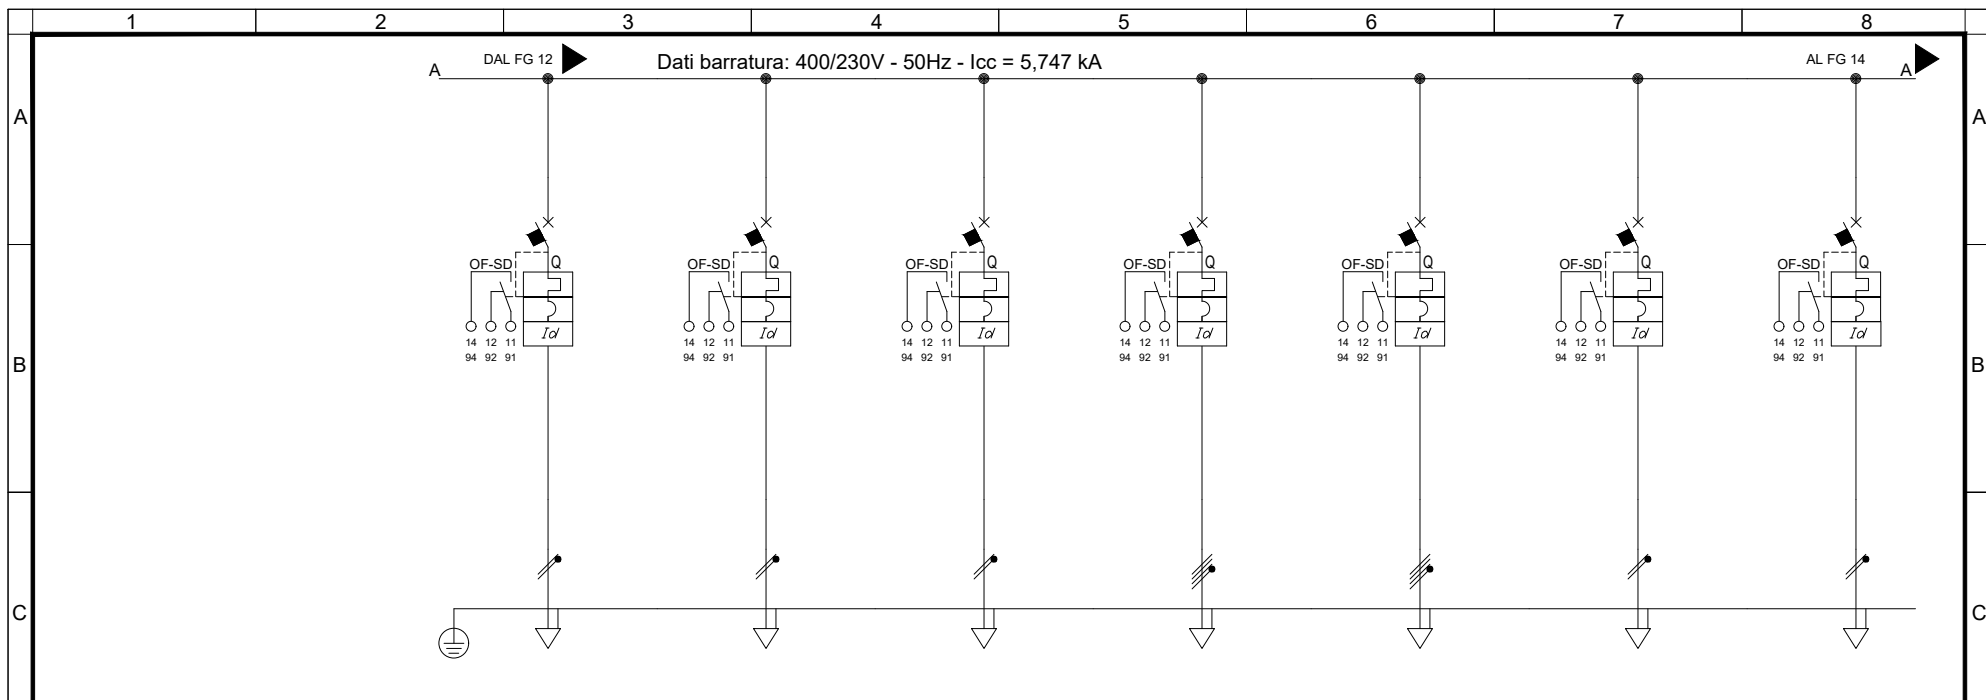 1 2 3 4 5 6 7 8
DAL FG 12 Dati barratura: 400/230V - 50Hz - Icc = 5,747 kA AL FG 14
A A
A A
OF-SD Q OF-SD Q OF-SD Q OF-SD Q OF-SD Q OF-SD Q OF-SD Q
Id Id Id Id Id Id Id
14 12 11 14 12 11 14 12 11 14 12 11 14 12 11 14 12 11 14 12 11
94 92 91 94 92 91 94 92 91 94 92 91 94 92 91 94 92 91 94 92 91
B B
C C